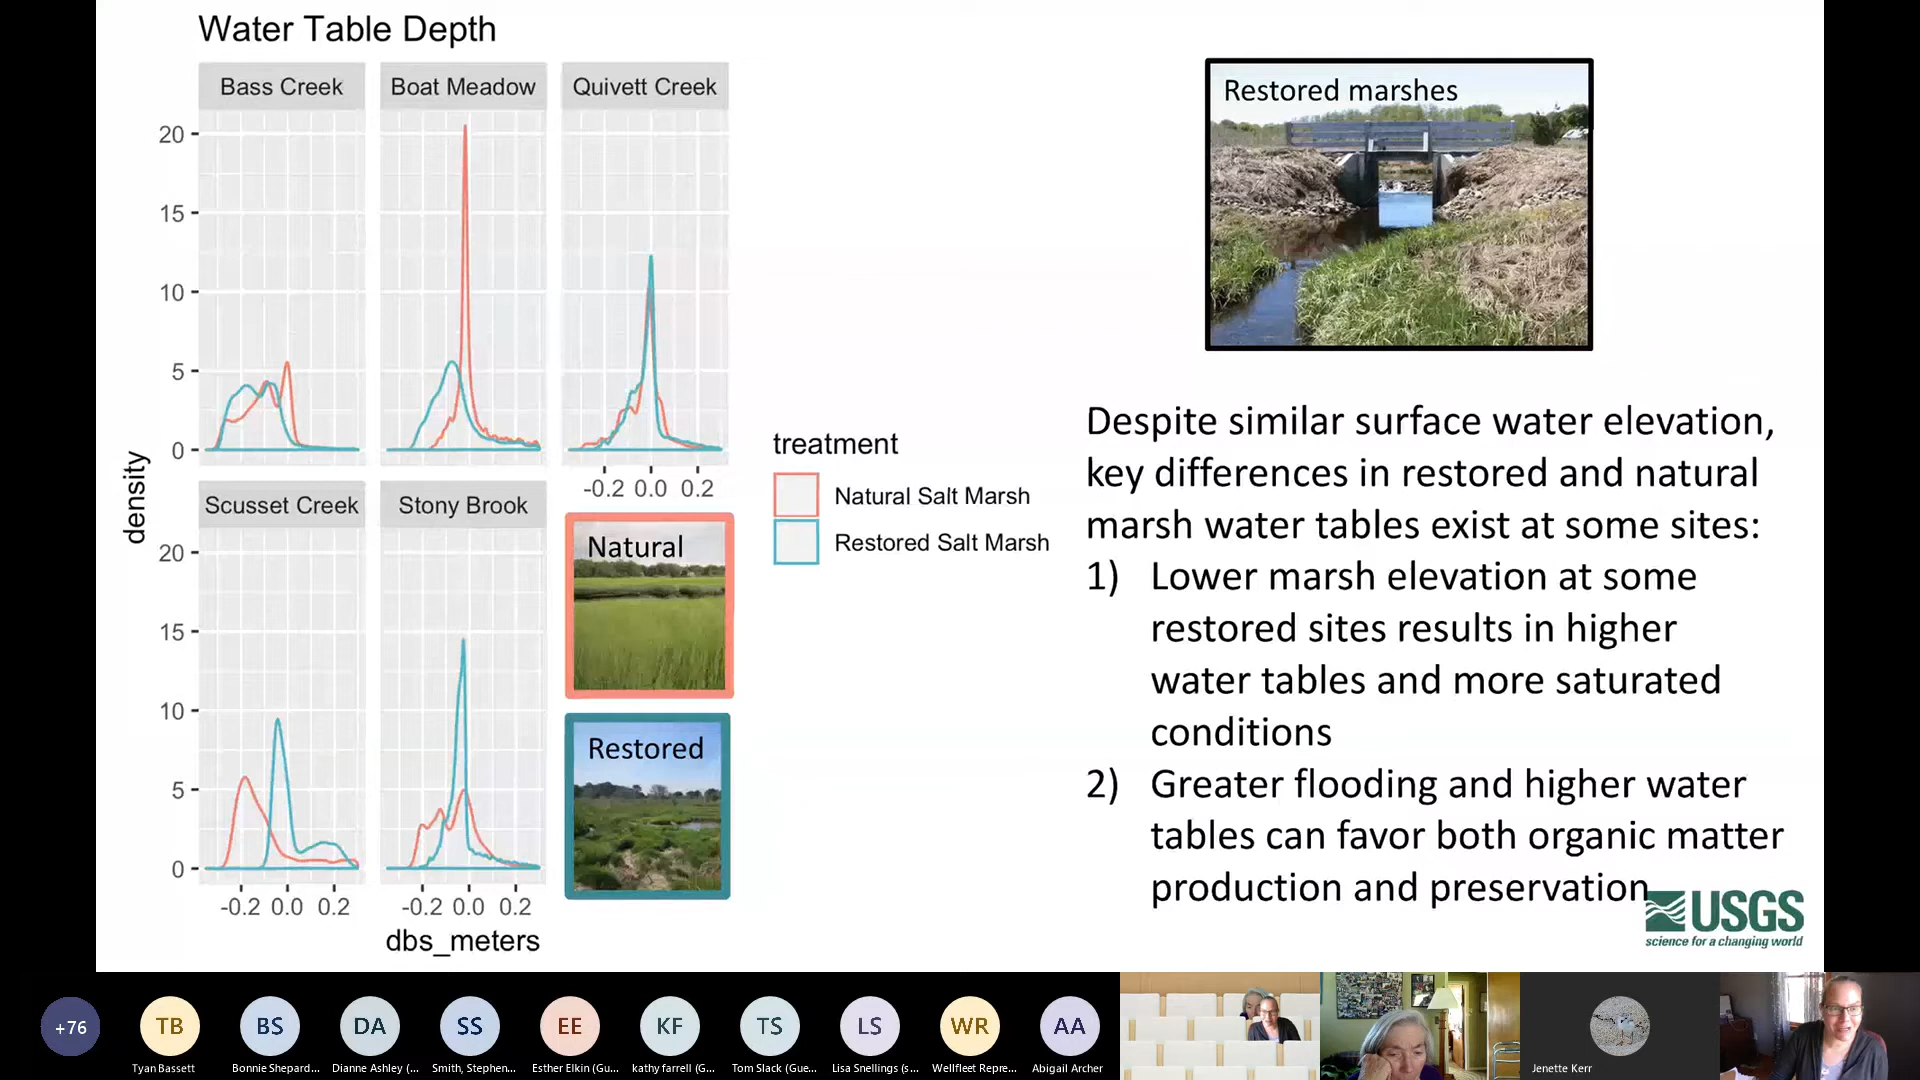 Water Table Depth
Bass Creek
Boat Meadow
Quivett Creek
20
15
10
5
0
-0.2 0.0 0.2
density
Scusset Creek
Stony Brook
20
15
10
5
0
-0.2 0.0 0.2
-0.2 0.0 0.2
dbs_meters
Natural
Restored
treatment
Natural Salt Marsh
Restored Salt Marsh
Restored marshes
Despite similar surface water elevation,
key differences in restored and natural
marsh water tables exist at some sites:
1) Lower marsh elevation at some
restored sites results in higher
water tables and more saturated
conditions
2) Greater flooding and higher water
tables can favor both organic matter
production and preservation
USGS
science for a changing world
+76
TB
BS
DA
SS
EE
KF
TS
LS
WR
AA
Tyan Bassett
Bonnie Shepard...
Dianne Ashley (...
Smith, Stephen...
Esther Elkin (Gu...
kathy farrell (G...
Tom Slack (Gue...
Lisa Snellings (s...
Wellfleet Repre...
Abigail Archer
Jenette Kerr